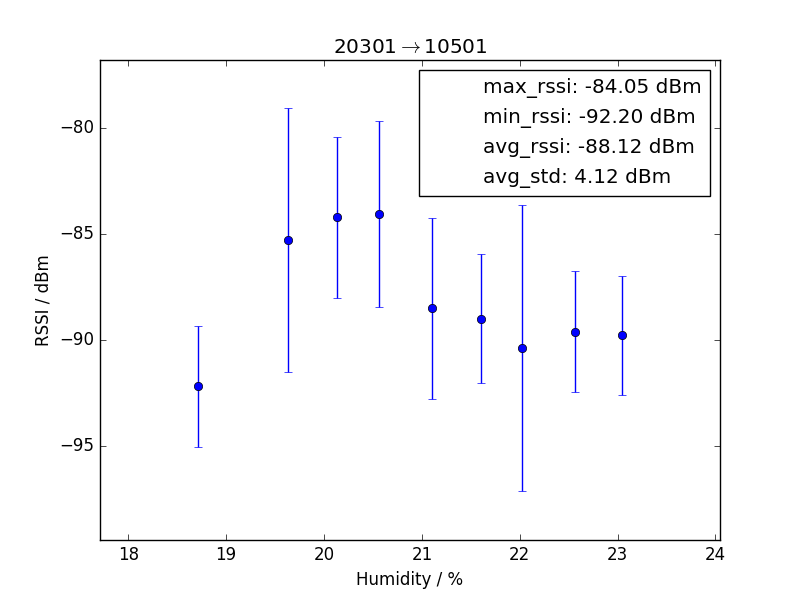 20301→10501
max_rssi: -84.05 dBm
min_rssi: -92.20 dBm
avg_rssi: -88.12 dBm
avg_std: 4.12 dBm
−80
−85
−90
−95
RSSI / dBm
18 19 20 21 22 23 24
Humidity / %